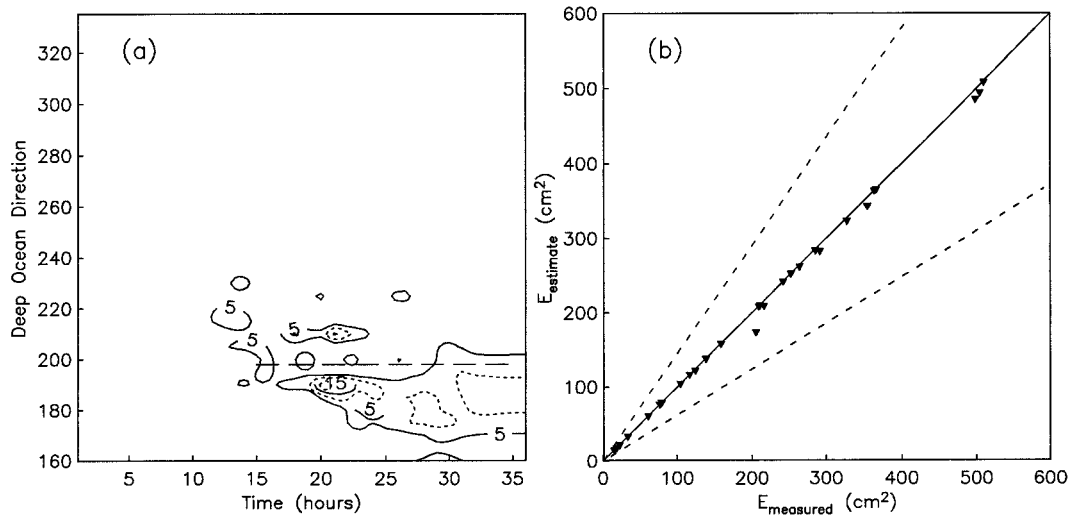 (a)
Deep Ocean Direction
320
300
280
260
240
220
200
180
160
5
5
5
15
5
5
5 10 15 20 25 30 35
Time (hours)
(b)
E_estimate (cm²)
600
500
400
300
200
100
0
0 100 200 300 400 500 600
E_measured (cm²)